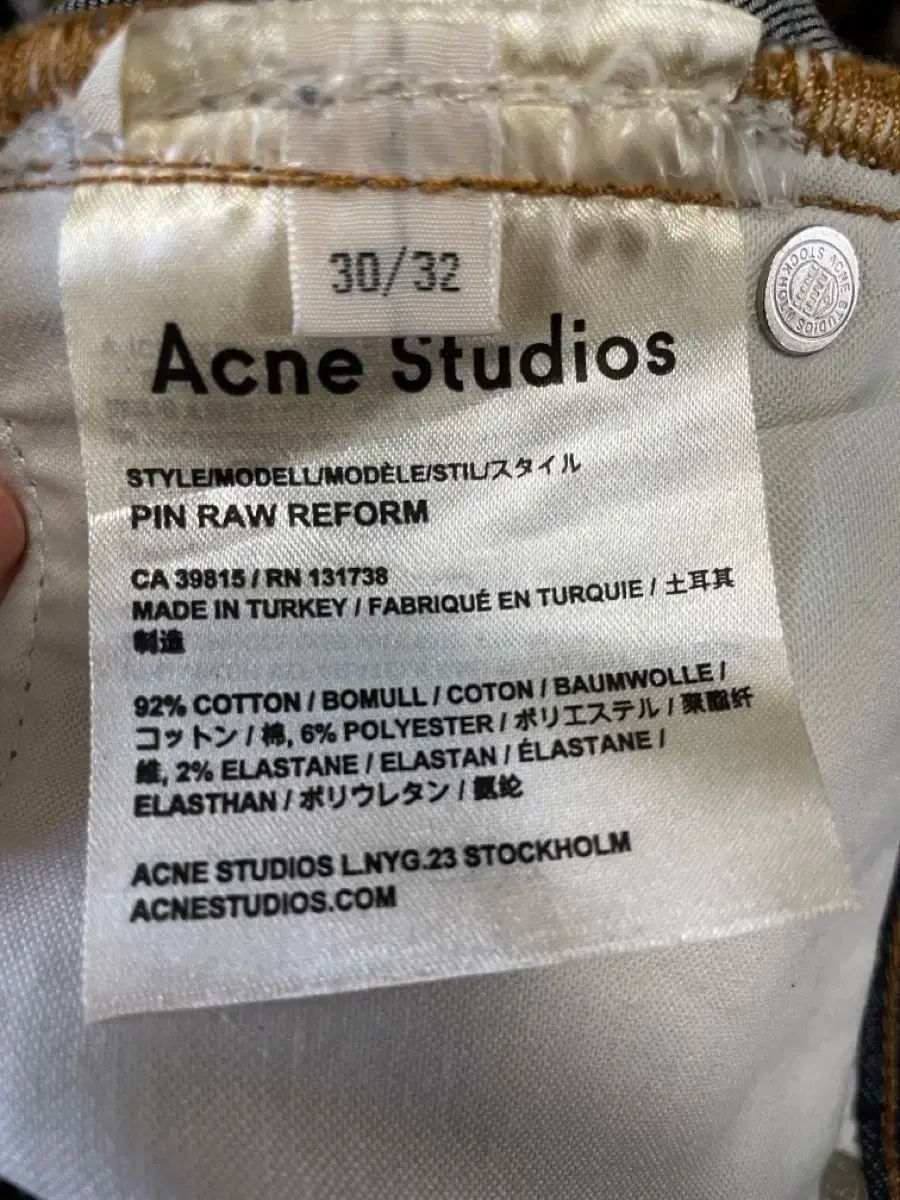 30/32
Acne Studios
STYLE/MODELL/MODÈLE/STIL/スタイル
PIN RAW REFORM
CA 39815 / RN 131738
MADE IN TURKEY / FABRIQUÉ EN TURQUIE / 土耳其
制造
92% COTTON / BOMULL / COTON / BAUMWOLLE /
コットン / 棉, 6% POLYESTER / ポリエステル / 聚酯纤
维, 2% ELASTANE / ELASTAN / ÉLASTANE /
ELASTHAN / ポリウレタン / 氨纶
ACNE STUDIOS L.NYG.23 STOCKHOLM
ACNESTUDIOS.COM
ACNE STUDIOS